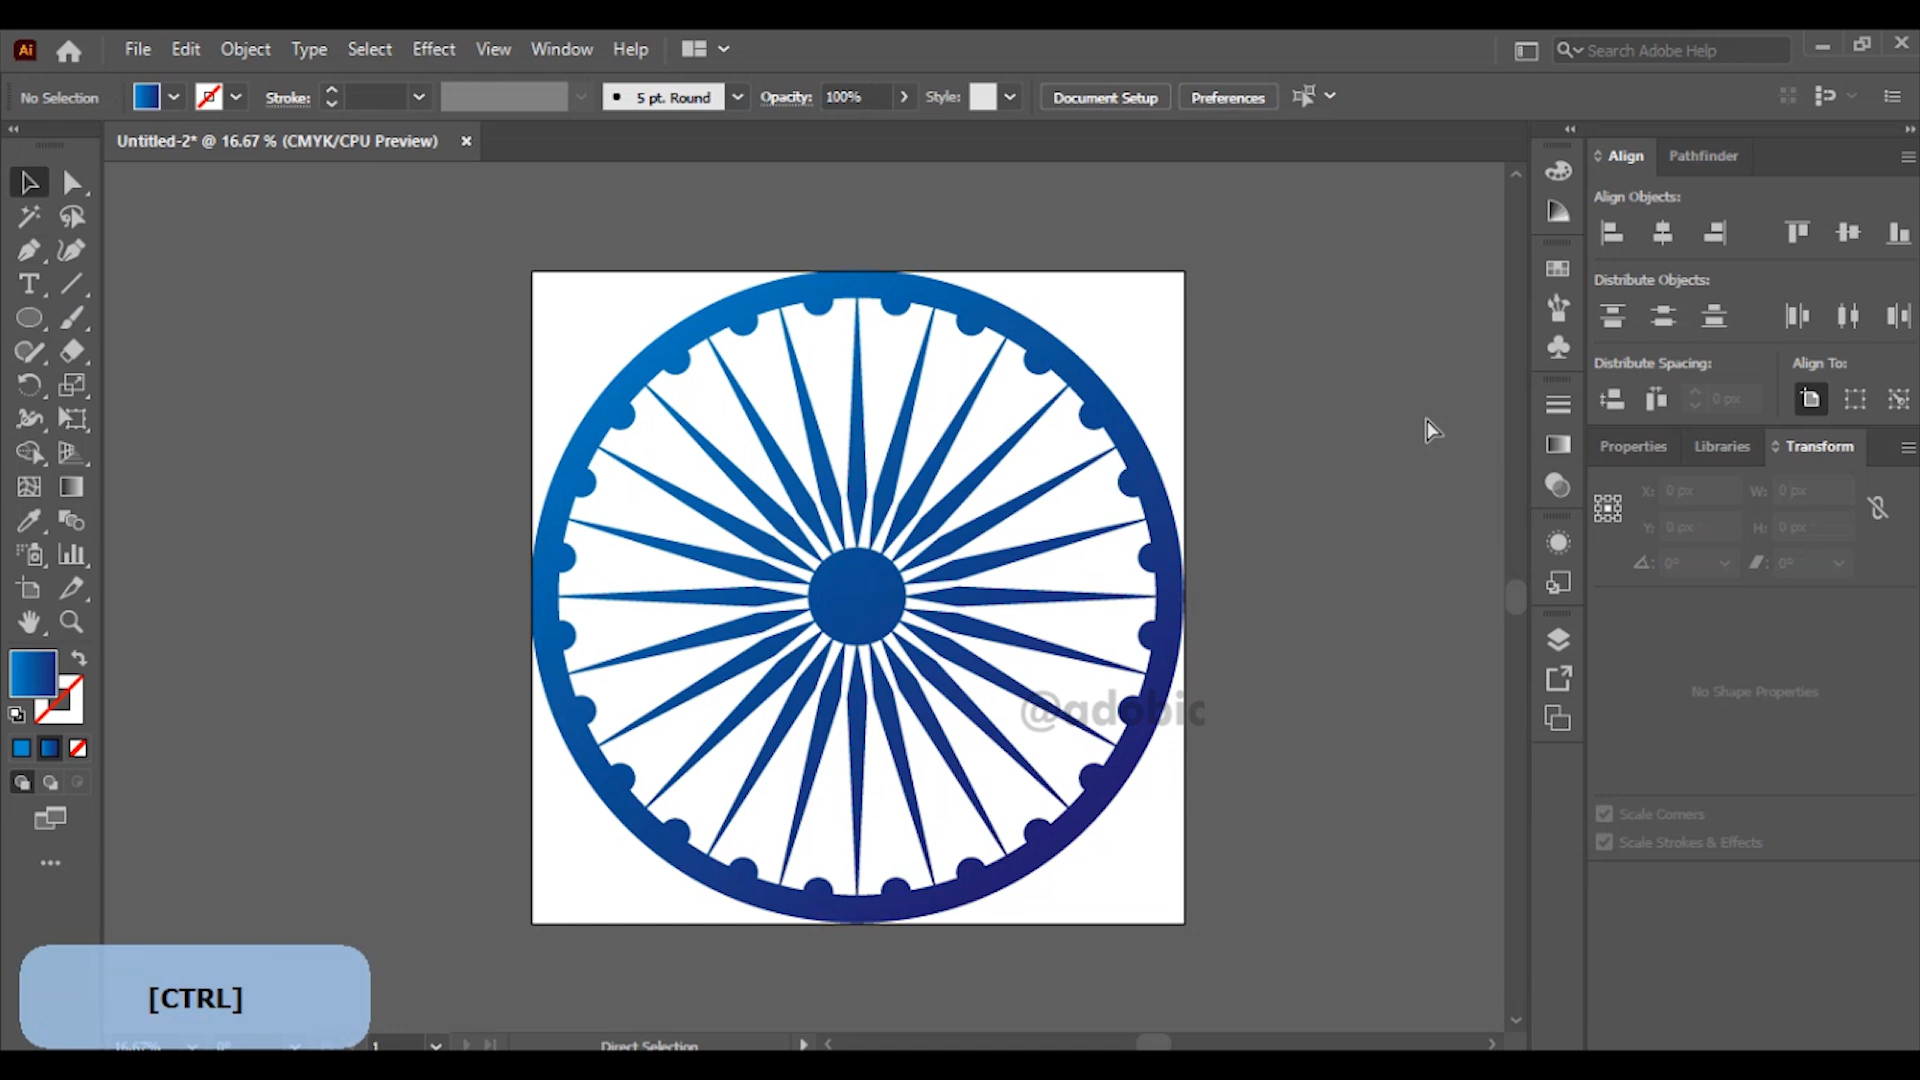 Ai File Edit Object Type Select Effect View Window Help Search Adobe Help
No Selection Stroke: 5 pt. Round Opacity: 100% Style: Document Setup Preferences
Untitled-2* @ 16.67 % (CMYK/CPU Preview)
Align Pathfinder
Align Objects:
Distribute Objects:
Distribute Spacing: Align To:
0 px
Properties Libraries Transform
X: 0 px W: 0 px
Y: 0 px H: 0 px
0° 0°
@adobic
No Shape Properties
Scale Corners
Scale Strokes & Effects
[CTRL]
16.67% 0° 1 Direct Selection